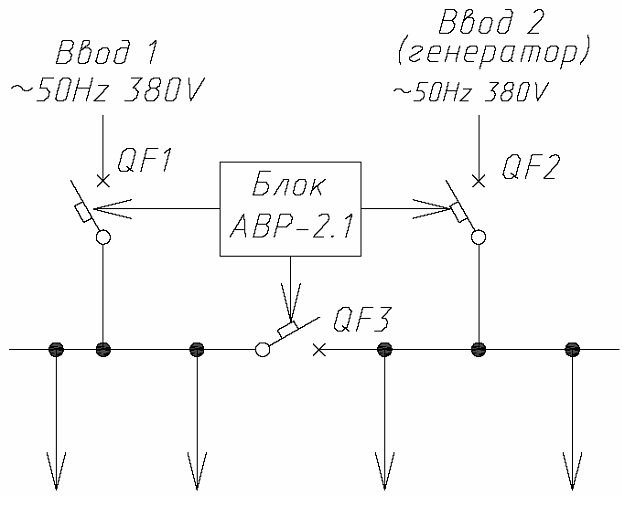 Ввод 1
~50Hz 380V
Ввод 2
(генератор)
~50Hz 380V
QF1
QF2
Блок
АВР-2.1
QF3